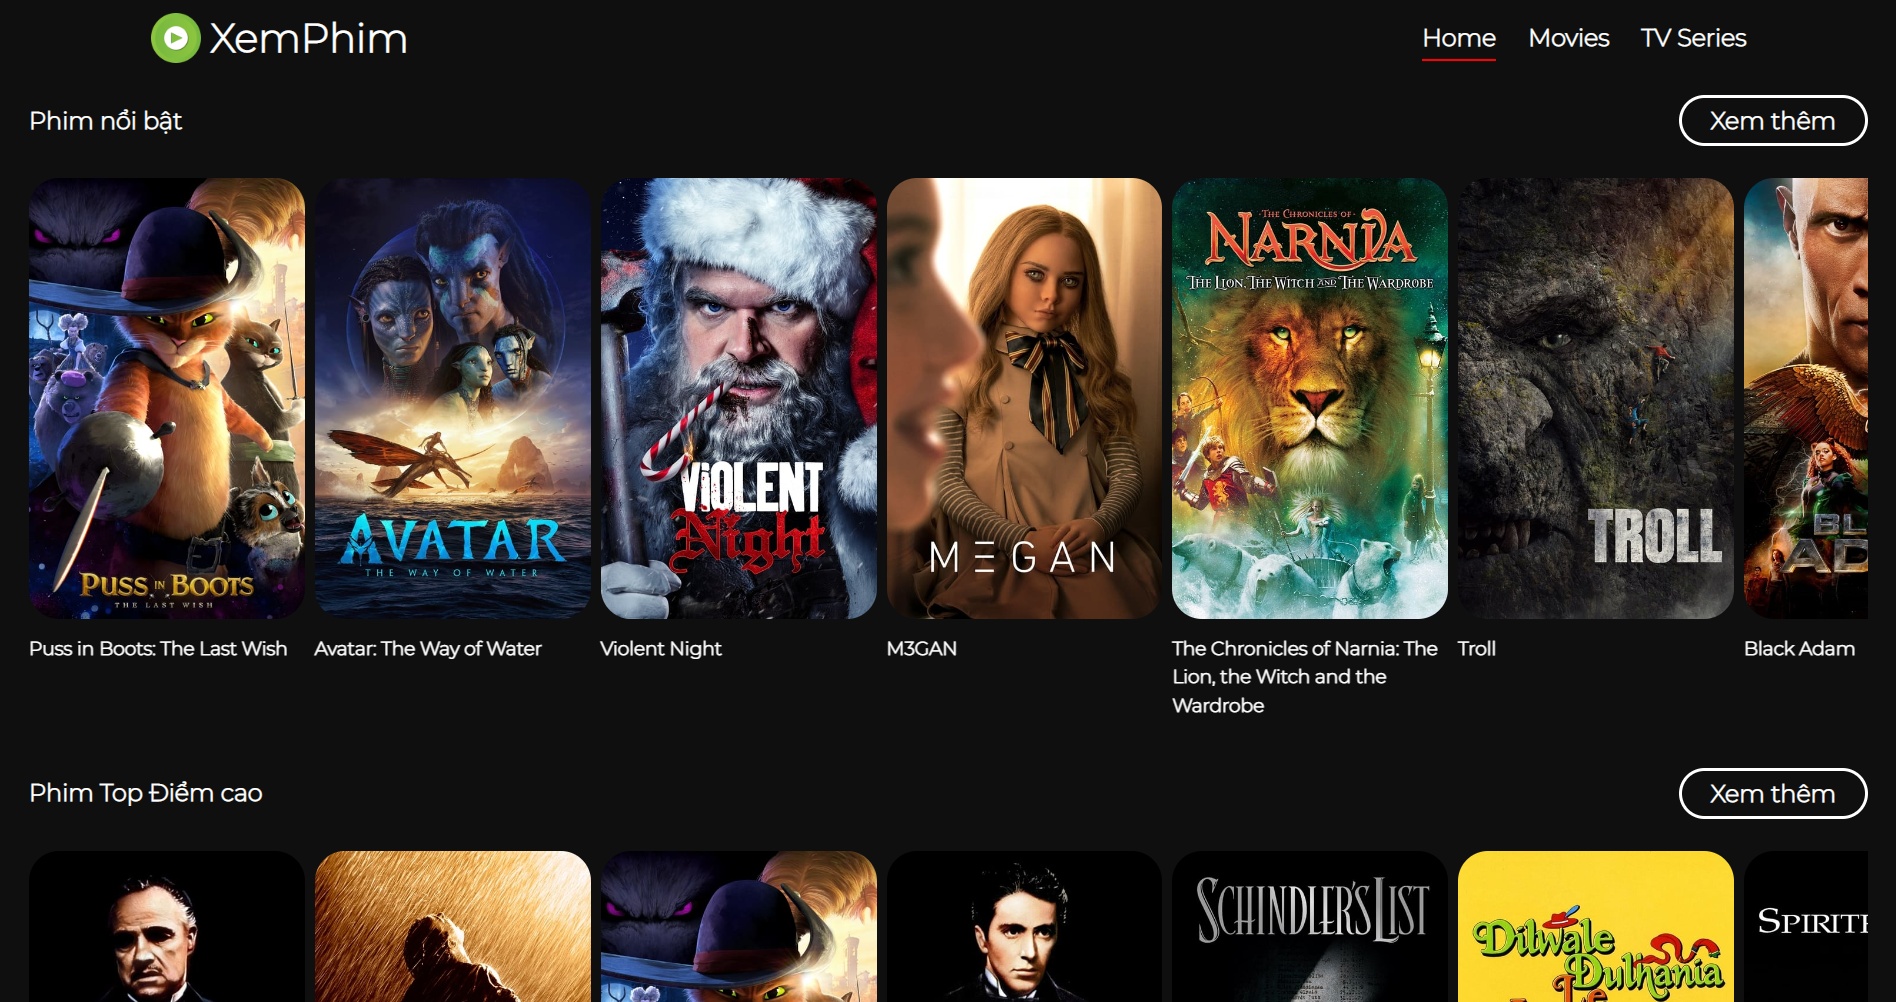 XemPhim
Home Movies TV Series
Phim nổi bật
Xem thêm
PUSS IN BOOTS
THE LAST WISH
AVATAR
THE WAY OF WATER
ViOLENT
Night
M Ξ G A N
THE CHRONICLES OF
NARNIA
THE LION, THE WITCH AND THE WARDROBE
TROLL
BL
AD
Puss in Boots: The Last Wish
Avatar: The Way of Water
Violent Night
M3GAN
The Chronicles of Narnia: The
Lion, the Witch and the
Wardrobe
Troll
Black Adam
Phim Top Điểm cao
Xem thêm
SCHINDLER'S LIST
Dilwale
Dulhania
Le
SPIRITE